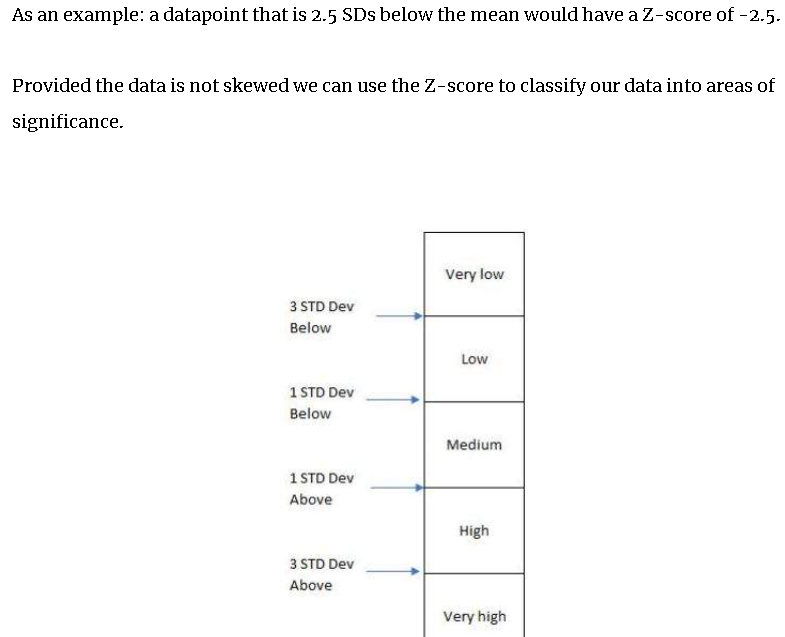 As an example: a datapoint that is 2.5 SDs below the mean would have a Z-score of -2.5.
Provided the data is not skewed we can use the Z-score to classify our data into areas of
significance.
Very low
3 STD Dev
Below
Low
1 STD Dev
Below
Medium
1 STD Dev
Above
High
3 STD Dev
Above
Very high